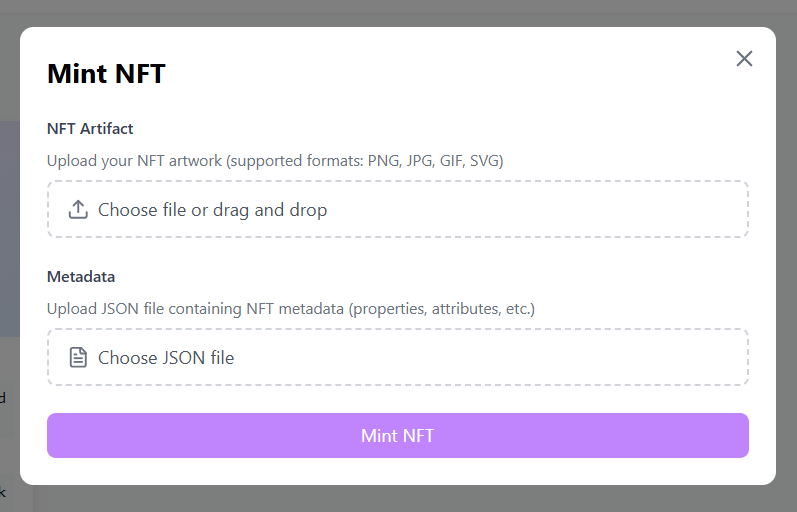 Mint NFT
NFT Artifact
Upload your NFT artwork (supported formats: PNG, JPG, GIF, SVG)
Choose file or drag and drop
Metadata
Upload JSON file containing NFT metadata (properties, attributes, etc.)
Choose JSON file
Mint NFT